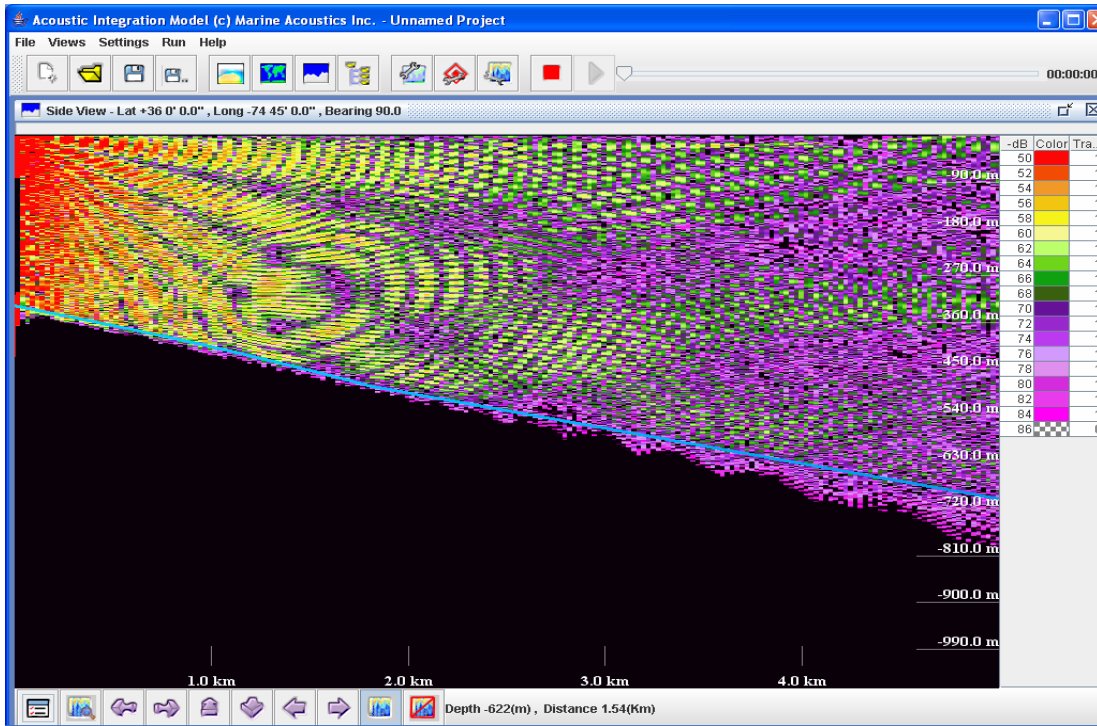 Acoustic Integration Model (c) Marine Acoustics Inc. - Unnamed Project
File Views Settings Run Help
00:00:00
Side View - Lat +36 0' 0.0" , Long -74 45' 0.0" , Bearing 90.0
-dB Color Tra...
50
52
54
56
58
60
62
64
66
68
70
72
74
76
78
80
82
84
86
-90.0 m
-180.0 m
-270.0 m
-360.0 m
-450.0 m
-540.0 m
-630.0 m
-720.0 m
-810.0 m
-900.0 m
-990.0 m
1.0 km 2.0 km 3.0 km 4.0 km
Depth -622(m) , Distance 1.54(Km)